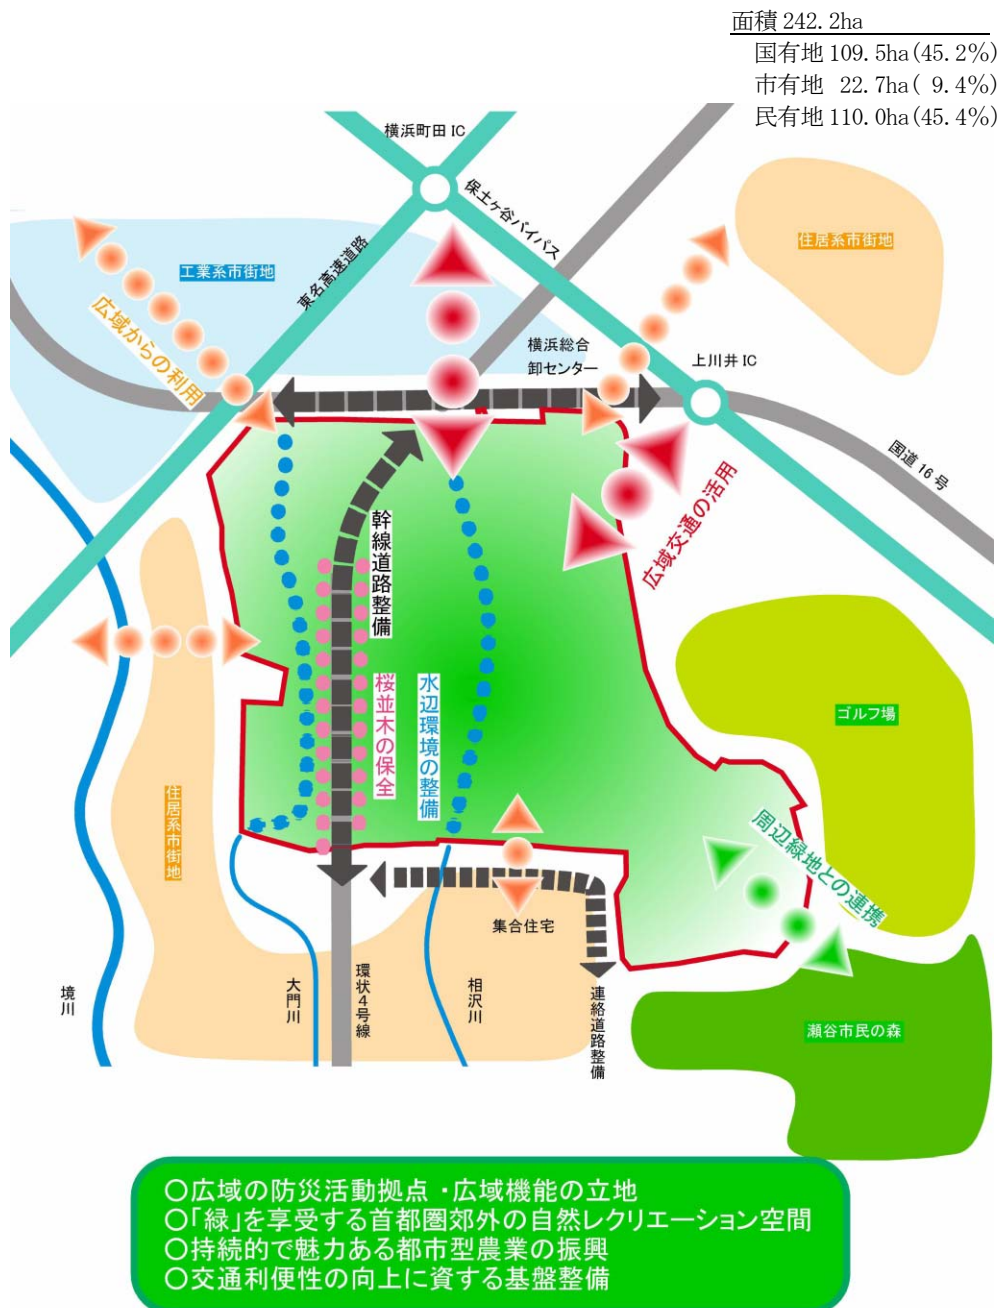 面積 242.2ha
国有地 109.5ha(45.2%)
市有地 22.7ha( 9.4%)
民有地 110.0ha(45.4%)
横浜町田 IC
保土ヶ谷バイパス
住居系市街地
工業系市街地
東名高速道路
広域からの利用
横浜総合
卸センター
上川井 IC
国道 16 号
広域交通の活用
幹線道路整備
桜並木の保全
水辺環境の整備
ゴルフ場
住居系市街地
周辺緑地との連携
集合住宅
境川
大門川
環状4号線
相沢川
連絡道路整備
瀬谷市民の森
○広域の防災活動拠点・広域機能の立地
○「緑」を享受する首都圏郊外の自然レクリエーション空間
○持続的で魅力ある都市型農業の振興
○交通利便性の向上に資する基盤整備